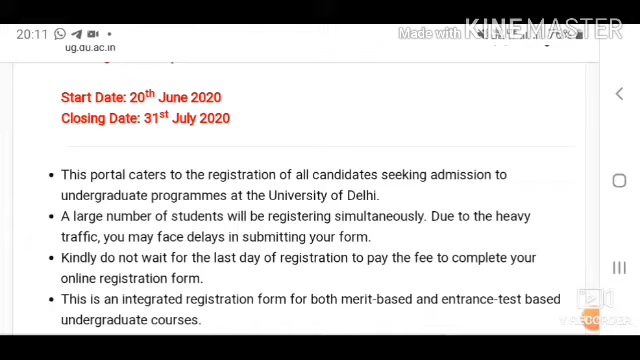 20:11
Made with KINEMASTER
ug.du.ac.in
Start Date: 20th June 2020
Closing Date: 31st July 2020
• This portal caters to the registration of all candidates seeking admission to
undergraduate programmes at the University of Delhi.
• A large number of students will be registering simultaneously. Due to the heavy
traffic, you may face delays in submitting your form.
• Kindly do not wait for the last day of registration to pay the fee to complete your
online registration form.
• This is an integrated registration form for both merit-based and entrance-test based
undergraduate courses.
V RECORDER